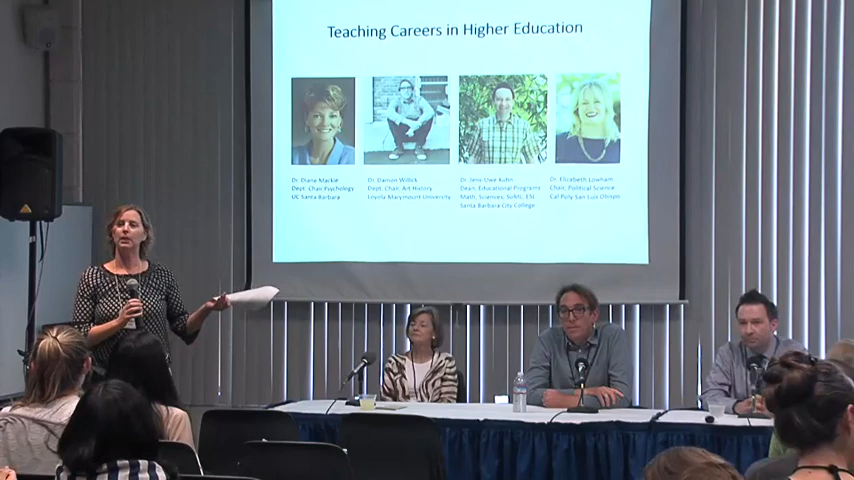 Teaching Careers in Higher Education
Dr. Diane Mackie
Dept. Chair, Psychology
UC Santa Barbara
Dr. Damon Willick
Dept. Chair, Art History
Loyola Marymount University
Dr. Jens-Uwe Kuhn
Dean, Educational Programs
Math, Sciences, SoML, ESL
Santa Barbara City College
Dr. Elizabeth Lowham
Chair, Political Science
Cal Poly San Luis Obispo